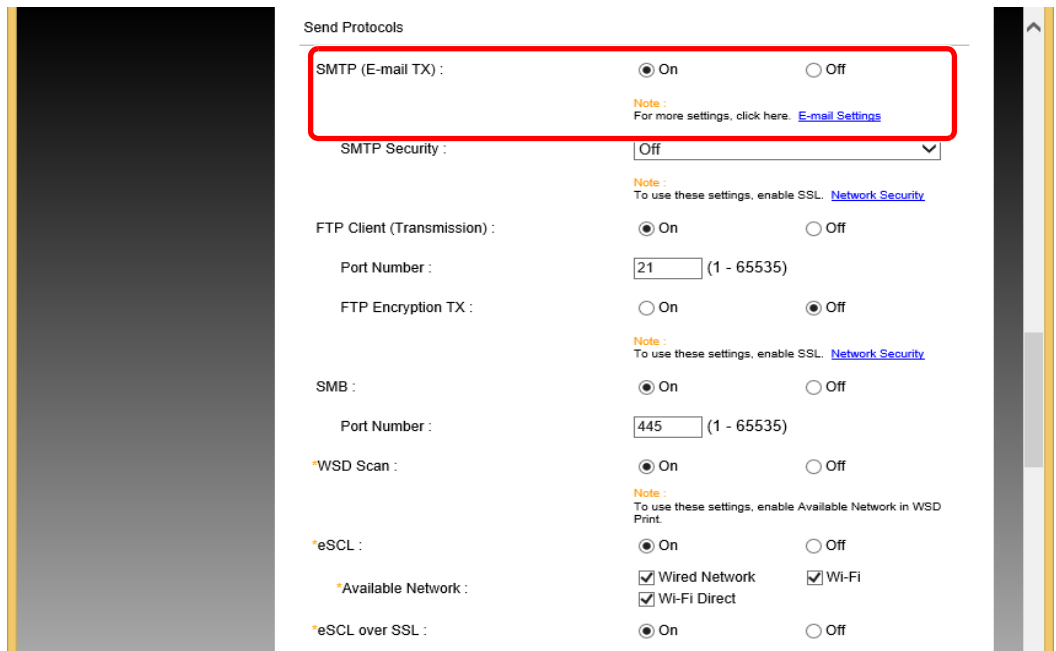 Send Protocols
SMTP (E-mail TX) : On Off
Note :
For more settings, click here. E-mail Settings
SMTP Security : Off
Note :
To use these settings, enable SSL. Network Security
FTP Client (Transmission) : On Off
Port Number : 21 (1 - 65535)
FTP Encryption TX : On Off
Note :
To use these settings, enable SSL. Network Security
SMB : On Off
Port Number : 445 (1 - 65535)
*WSD Scan : On Off
Note :
To use these settings, enable Available Network in WSD
Print.
*eSCL : On Off
*Available Network : Wired Network Wi-Fi
Wi-Fi Direct
*eSCL over SSL : On Off